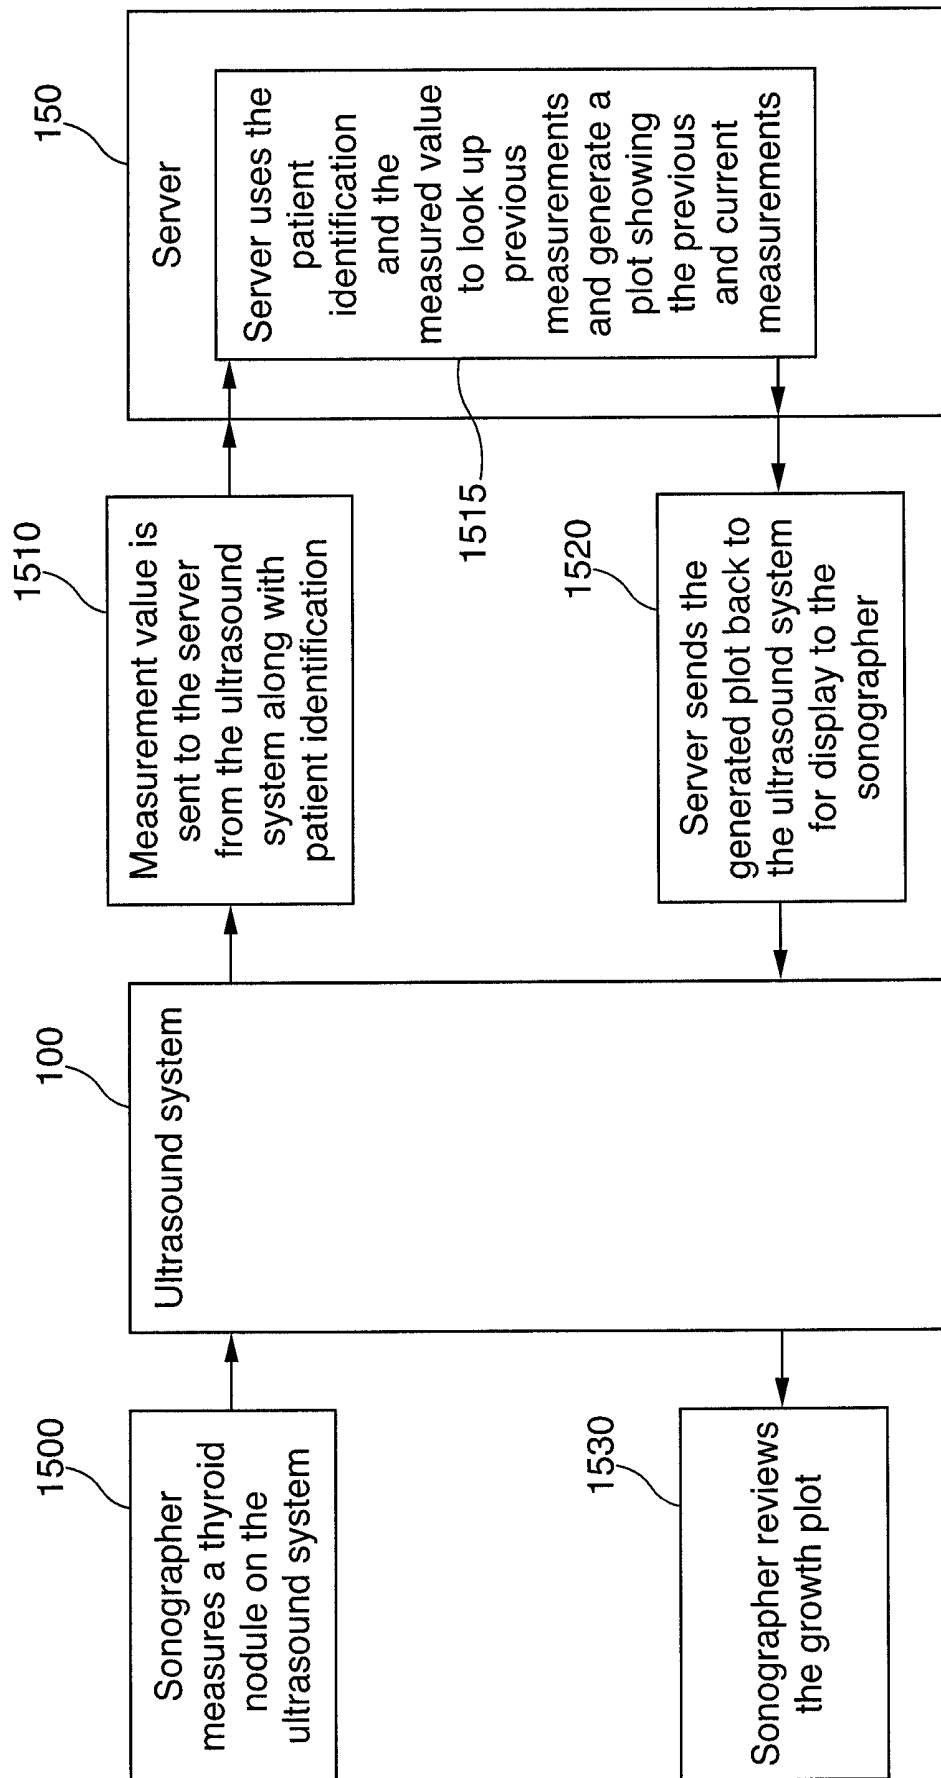 1500
Sonographer
measures a thyroid
nodule on the
ultrasound system
100
Ultrasound system
1510
Measurement value is
sent to the server
from the ultrasound
system along with
patient identification
150
Server
Server uses the
patient
identification
and the
measured value
to look up
previous
measurements
and generate a
plot showing
the previous
and current
measurements
1515
1520
Server sends the
generated plot back to
the ultrasound system
for display to the
sonographer
1530
Sonographer reviews
the growth plot